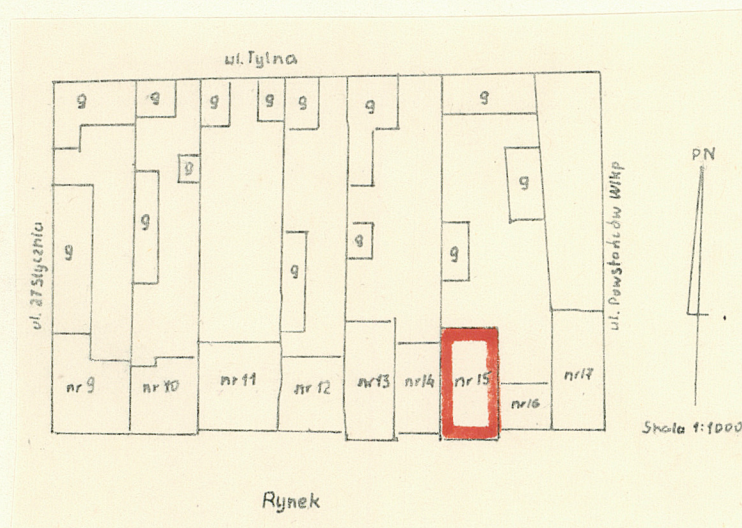 ul. Tylna
g g g g g g g
g
g
g
g
g
g
g
g
ul. 27 Stycznia
ul. Powstańców Wlkp
PN
nr 9
nr 10
nr 11
nr 12
nr 13
nr 14
nr 15
nr 16
nr 17
Skala 1:1000
Rynek